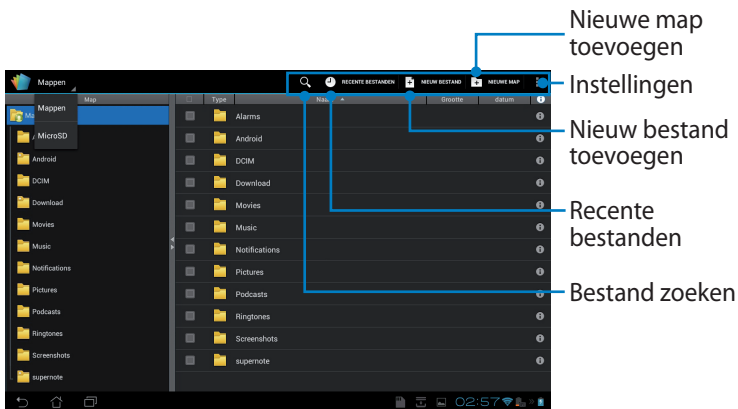 Nieuwe map
toevoegen
Instellingen
Nieuw bestand
toevoegen
Recente
bestanden
Bestand zoeken
Mappen
RECENTE BESTANDEN
NIEUW BESTAND
NIEUWE MAP
Map
Type
Grootte
datum
Mappen
MicroSD
Android
DCIM
Download
Movies
Music
Notifications
Pictures
Podcasts
Ringtones
Screenshots
supernote
Alarms
Android
DCIM
Download
Movies
Music
Notifications
Pictures
Podcasts
Ringtones
Screenshots
supernote
02:57